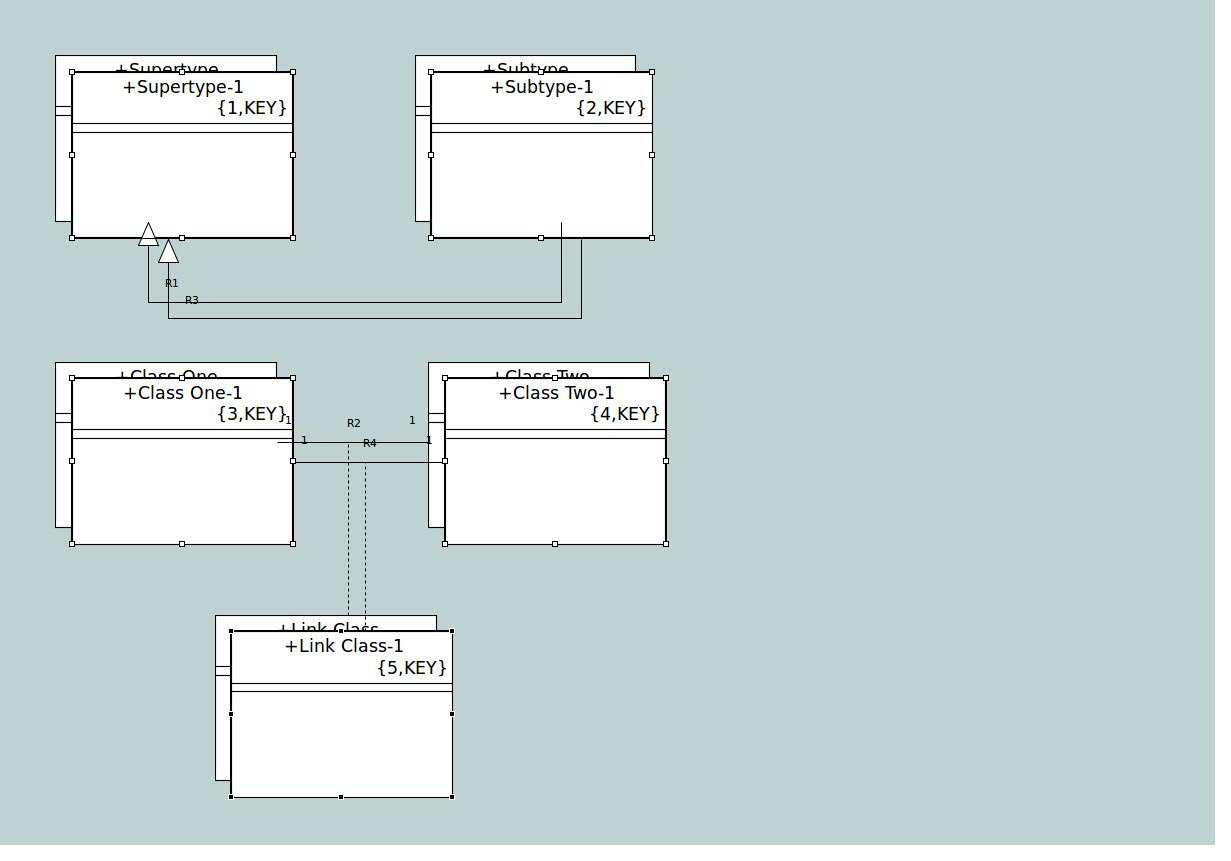 +Supertype
+Supertype-1
{1,KEY}
+Subtype
+Subtype-1
{2,KEY}
R1
R3
+Class One
+Class One-1
{3,KEY}
+Class Two
+Class Two-1
{4,KEY}
1
R2
1
1
R4
1
+Link Class
+Link Class-1
{5,KEY}